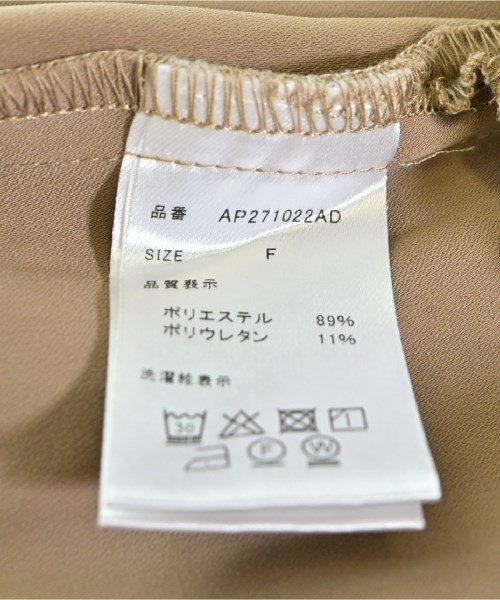 品番 AP271022AD
SIZE F
品質表示
ポリエステル 89%
ポリウレタン 11%
洗濯絵表示
30
F W